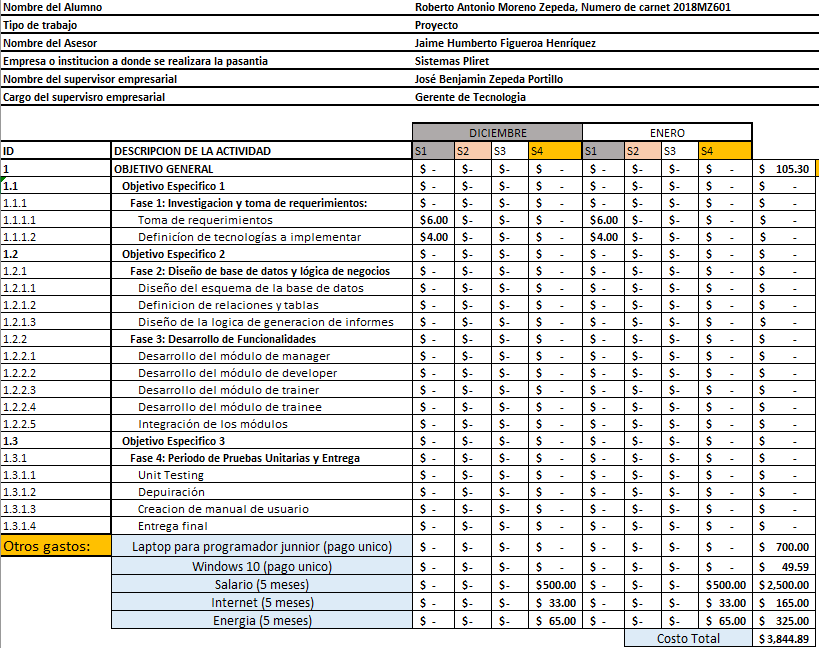 Nombre del Alumno Roberto Antonio Moreno Zepeda, Numero de carnet 2018MZ601
Tipo de trabajo Proyecto
Nombre del Asesor Jaime Humberto Figueroa Henríquez
Empresa o institucion a donde se realizara la pasantia Sistemas Pliret
Nombre del supervisor empresarial José Benjamin Zepeda Portillo
Cargo del supervisro empresarial Gerente de Tecnologia
DICIEMBRE ENERO
ID DESCRIPCION DE LA ACTIVIDAD S1 S2 S3 S4 S1 S2 S3 S4
1 OBJETIVO GENERAL $ - $- $- $ - $ - $- $- $ - $ 105.30
1.1 Objetivo Especifico 1 $ - $- $- $ - $ - $- $- $ - $ -
1.1.1 Fase 1: Investigacion y toma de requerimientos: $ - $- $- $ - $ - $- $- $ - $ -
1.1.1.1 Toma de requerimientos $6.00 $- $- $ - $6.00 $- $- $ - $ -
1.1.1.2 Definicíon de tecnologías a implementar $4.00 $- $- $ - $4.00 $- $- $ - $ -
1.2 Objetivo Especifico 2 $ - $- $- $ - $ - $- $- $ - $ -
1.2.1 Fase 2: Diseño de base de datos y lógica de negocios $ - $- $- $ - $ - $- $- $ - $ -
1.2.1.1 Diseño del esquema de la base de datos $ - $- $- $ - $ - $- $- $ - $ -
1.2.1.2 Definicion de relaciones y tablas $ - $- $- $ - $ - $- $- $ - $ -
1.2.1.3 Diseño de la logica de generacion de informes $ - $- $- $ - $ - $- $- $ - $ -
1.2.2 Fase 3: Desarrollo de Funcionalidades $ - $- $- $ - $ - $- $- $ - $ -
1.2.2.1 Desarrollo del módulo de manager $ - $- $- $ - $ - $- $- $ - $ -
1.2.2.2 Desarrollo del módulo de developer $ - $- $- $ - $ - $- $- $ - $ -
1.2.2.3 Desarrollo del módulo de trainer $ - $- $- $ - $ - $- $- $ - $ -
1.2.2.4 Desarrollo del módulo de trainee $ - $- $- $ - $ - $- $- $ - $ -
1.2.2.5 Integración de los módulos $ - $- $- $ - $ - $- $- $ - $ -
1.3 Objetivo Especifico 3 $ - $- $- $ - $ - $- $- $ - $ -
1.3.1 Fase 4: Periodo de Pruebas Unitarias y Entrega $ - $- $- $ - $ - $- $- $ - $ -
1.3.1.1 Unit Testing $ - $- $- $ - $ - $- $- $ - $ -
1.3.1.2 Depuiración $ - $- $- $ - $ - $- $- $ - $ -
1.3.1.3 Creacion de manual de usuario $ - $- $- $ - $ - $- $- $ - $ -
1.3.1.4 Entrega final $ - $- $- $ - $ - $- $- $ - $ -
Otros gastos: Laptop para programador junnior (pago unico) $ - $- $- $ - $ - $- $- $ - $ 700.00
Windows 10 (pago unico) $ - $- $- $ - $ - $- $- $ - $ 49.59
Salario (5 meses) $ - $- $- $500.00 $ - $- $- $500.00 $2,500.00
Internet (5 meses) $ - $- $- $ 33.00 $ - $- $- $ 33.00 $ 165.00
Energia (5 meses) $ - $- $- $ 65.00 $ - $- $- $ 65.00 $ 325.00
Costo Total $3,844.89